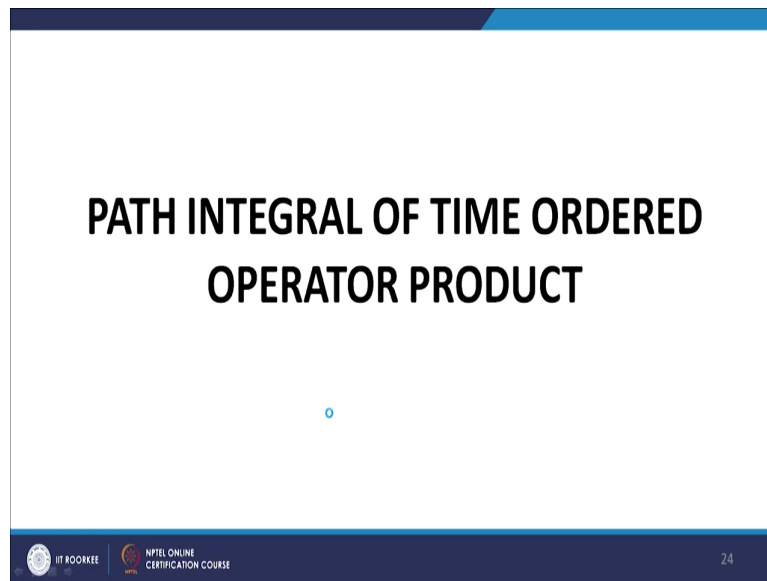 PATH INTEGRAL OF TIME ORDERED
OPERATOR PRODUCT
IIT ROORKEE
NPTEL ONLINE
CERTIFICATION COURSE
24